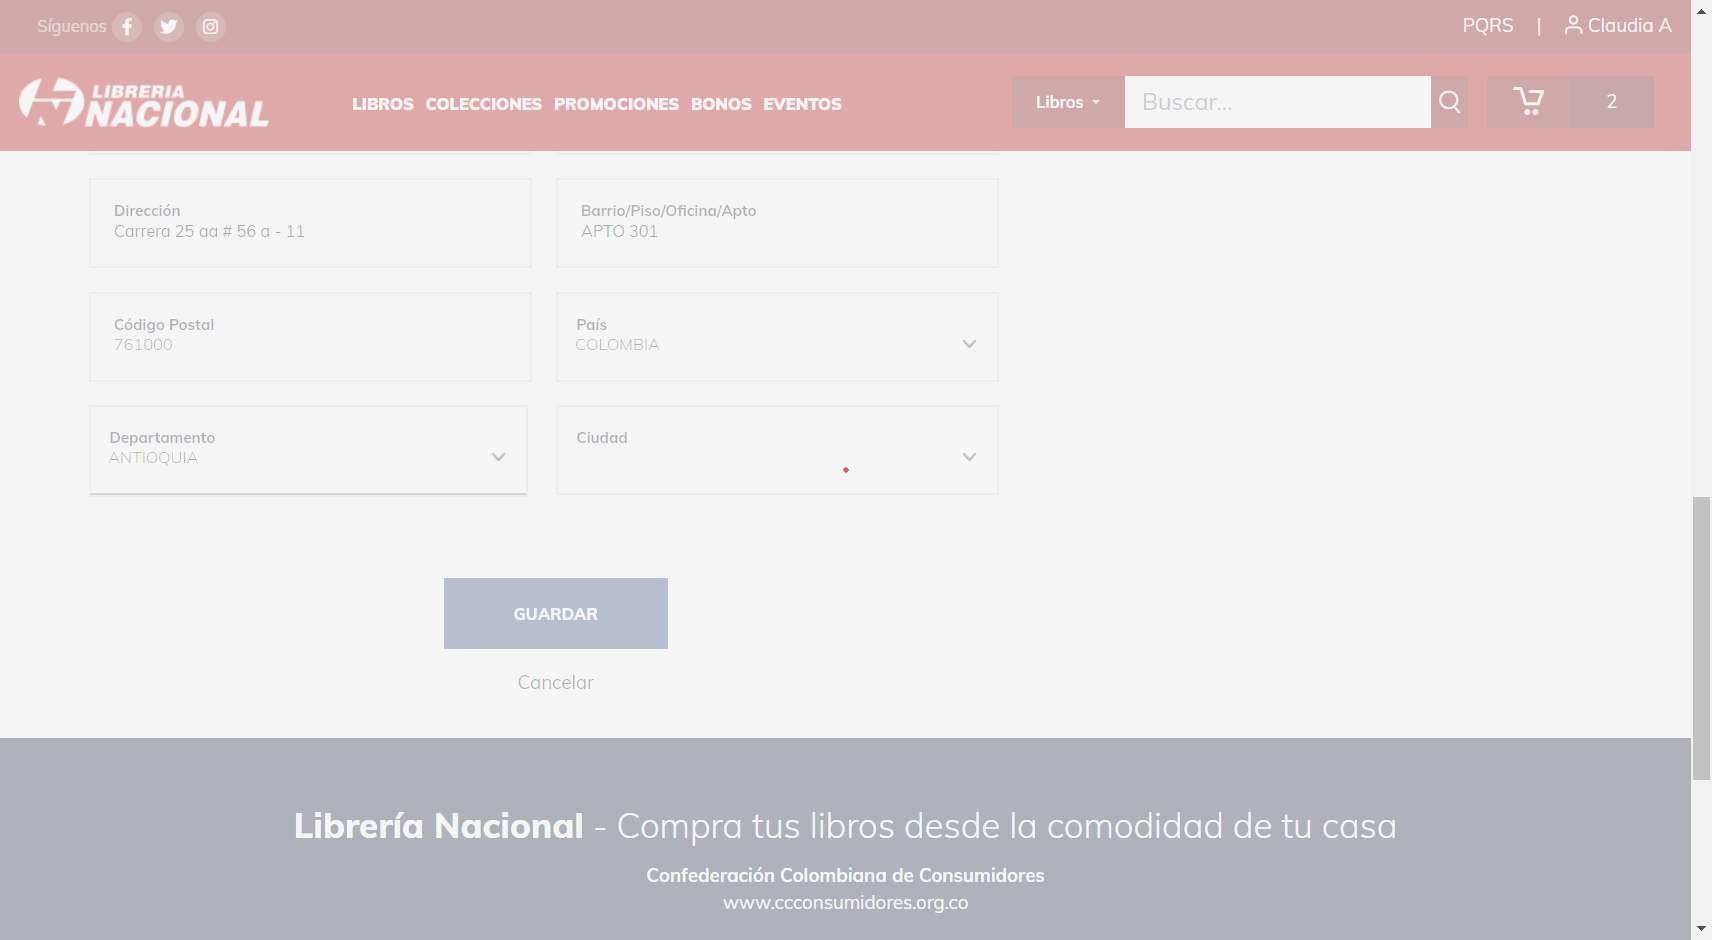 Síguenos
PQRS | Claudia A
LIBRERIA
NACIONAL
LIBROS COLECCIONES PROMOCIONES BONOS EVENTOS
Libros
Buscar...
2
Dirección
Carrera 25 aa # 56 a - 11
Barrio/Piso/Oficina/Apto
APTO 301
Código Postal
761000
País
COLOMBIA
Departamento
ANTIOQUIA
Ciudad
GUARDAR
Cancelar
Librería Nacional - Compra tus libros desde la comodidad de tu casa
Confederación Colombiana de Consumidores
www.ccconsumidores.org.co